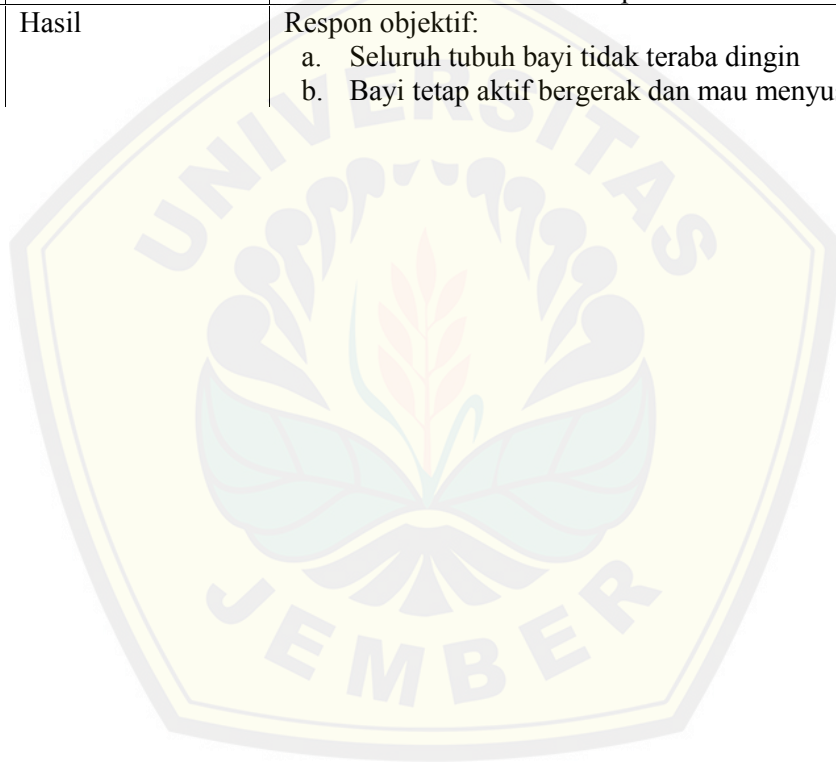 Hasil Respon objektif:
a. Seluruh tubuh bayi tidak teraba dingin
b. Bayi tetap aktif bergerak dan mau menyu
UNIVERSITAS
JEMBER